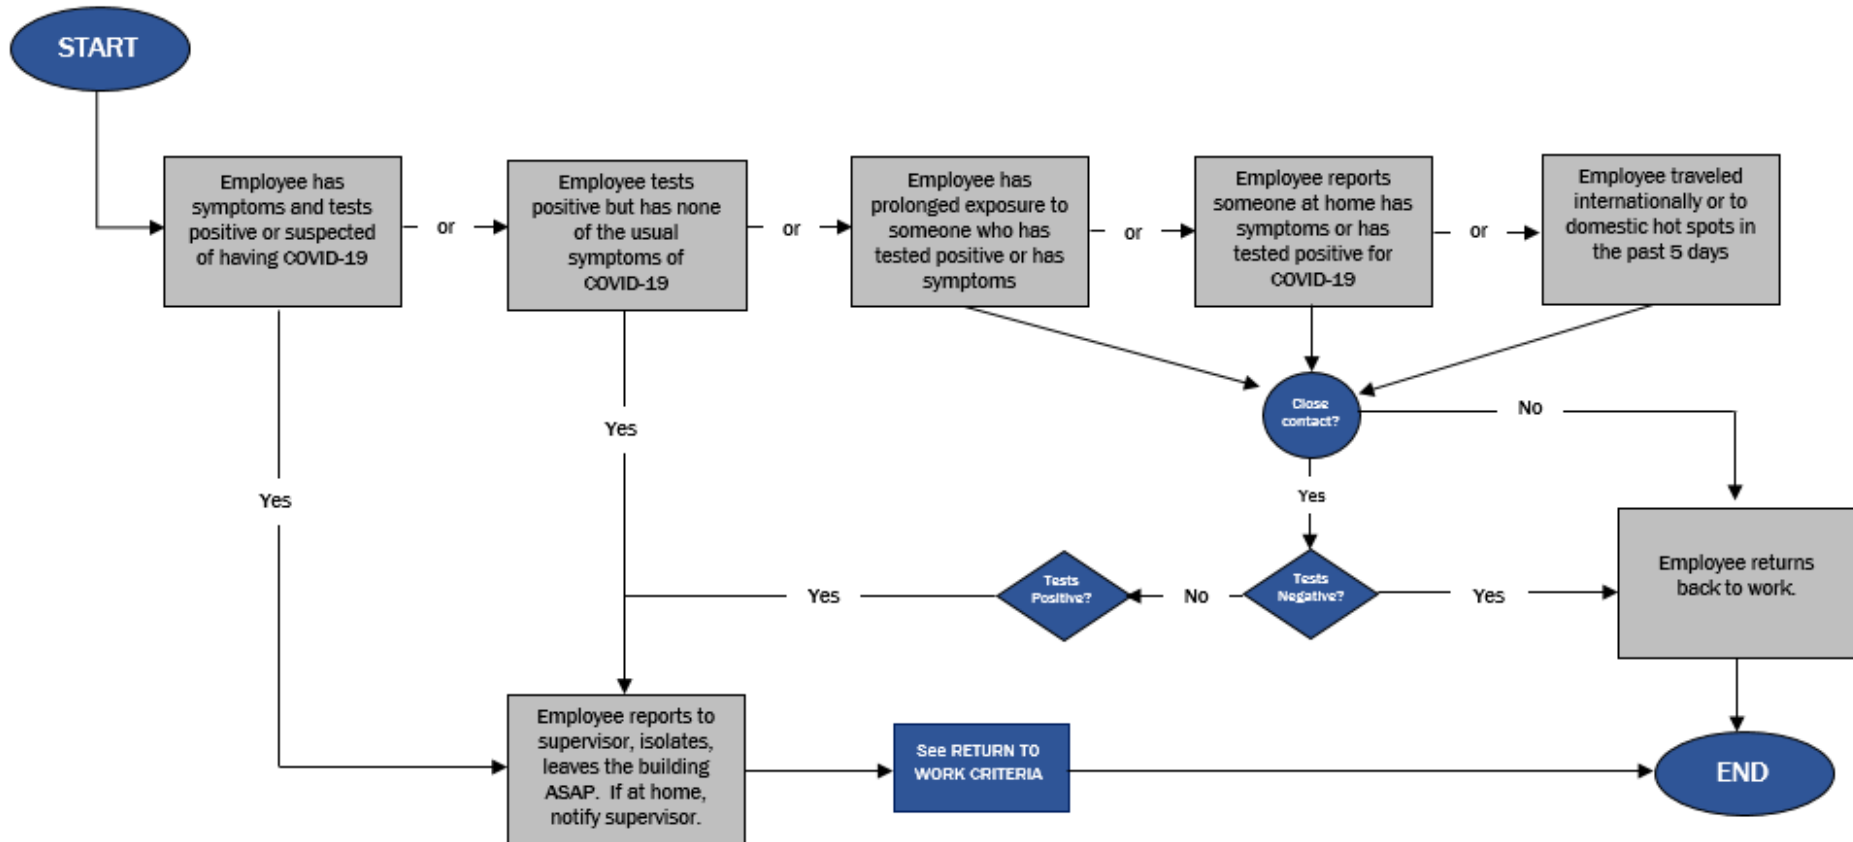 START
Employee has
symptoms and tests
positive or suspected
of having COVID-19
or
Employee tests
positive but has none
of the usual
symptoms of
COVID-19
or
Employee has
prolonged exposure to
someone who has
tested positive or has
symptoms
or
Employee reports
someone at home has
symptoms or has
tested positive for
COVID-19
or
Employee traveled
internationally or to
domestic hot spots in
the past 5 days
Close
contact?
No
Yes
Yes
Yes
Tests
Positive?
Yes
No
Tests
Negative?
Yes
Employee returns
back to work.
Employee reports to
supervisor, isolates,
leaves the building
ASAP. If at home,
notify supervisor.
See RETURN TO
WORK CRITERIA
END